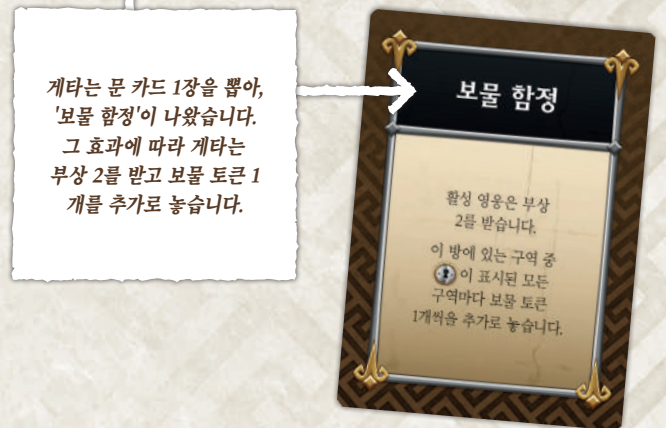 게타는 문 카드 1장을 뽑아,
'보물 함정'이 나왔습니다.
그 효과에 따라 게타는
부상 2를 받고 보물 토큰 1
개를 추가로 놓습니다.
보물 함정
활성 영웅은 부상
2를 받습니다.
이 방에 있는 구역 중
이 표시된 모든
구역마다 보물 토큰
1개씩을 추가로 놓습니다.